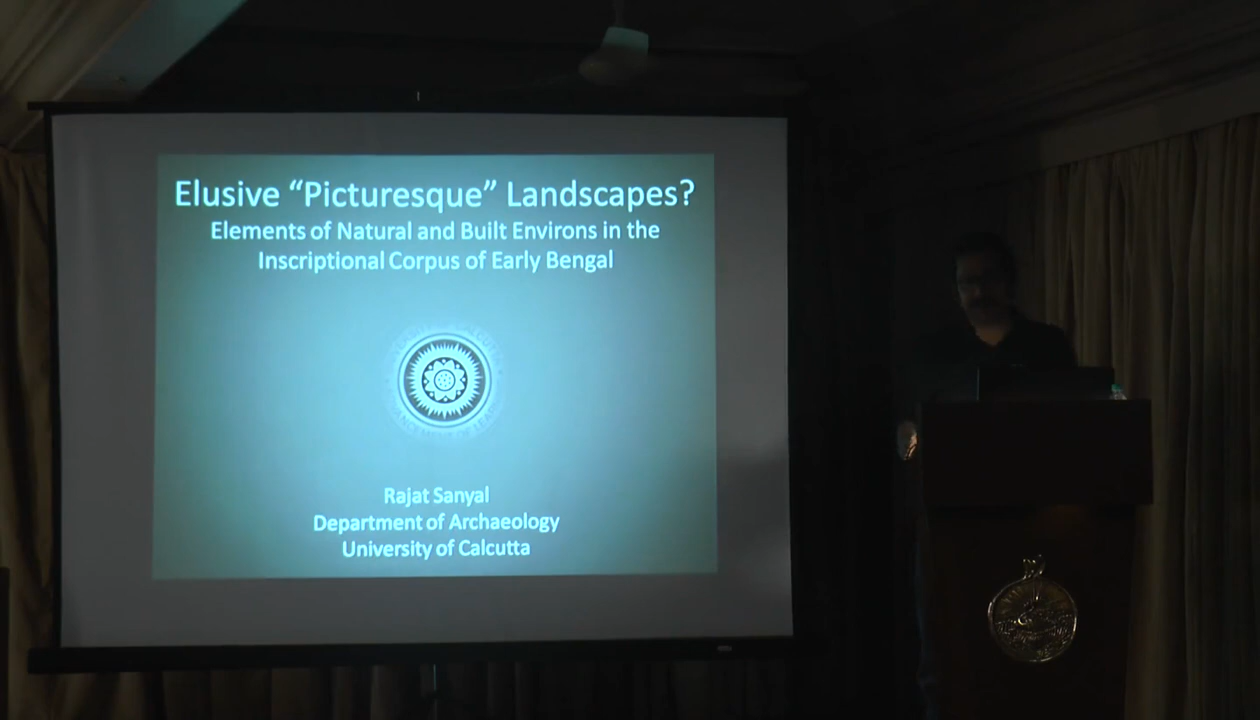 Elusive “Picturesque” Landscapes?
Elements of Natural and Built Environs in the
Inscriptional Corpus of Early Bengal
Rajat Sanyal
Department of Archaeology
University of Calcutta